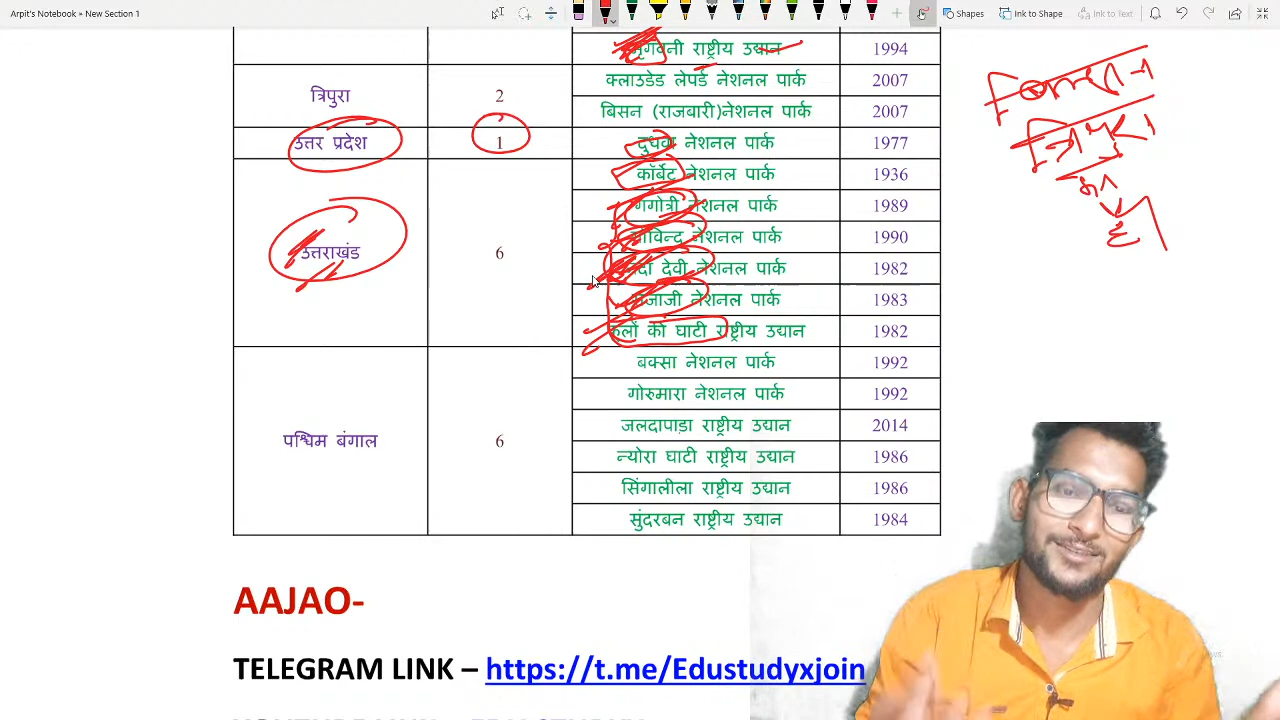 Arpit's Notebook » New Section 1
Shapes
Ink to Shape
Ink to Text
राष्ट्रीय उद्यान 1994
त्रिपुरा 2 क्लाउडेड लेपर्ड नेशनल पार्क 2007
बिसन (राजबारी)नेशनल पार्क 2007
उत्तर प्रदेश 1 दुधवा नेशनल पार्क 1977
कॉर्बेट नेशनल पार्क 1936
गंगोत्री नेशनल पार्क 1989
गोविन्द नेशनल पार्क 1990
उत्तराखंड 6
नंदा देवी नेशनल पार्क 1982
राजाजी नेशनल पार्क 1983
फूलों की घाटी राष्ट्रीय उद्यान 1982
बक्सा नेशनल पार्क 1992
गोरुमारा नेशनल पार्क 1992
जलदापाड़ा राष्ट्रीय उद्यान 2014
पश्चिम बंगाल 6
न्योरा घाटी राष्ट्रीय उद्यान 1986
सिंगालीला राष्ट्रीय उद्यान 1986
सुंदरबन राष्ट्रीय उद्यान 1984
AAJAO-
TELEGRAM LINK – https://t.me/Edustudyxjoin